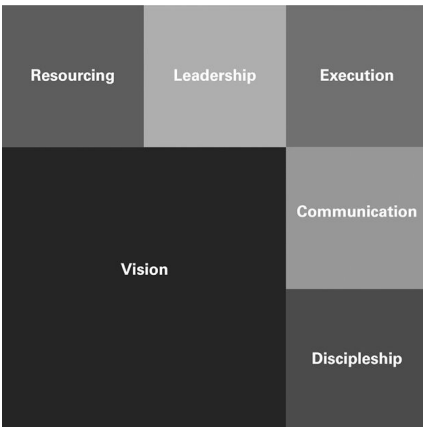 Resourcing
Leadership
Execution
Communication
Vision
Discipleship